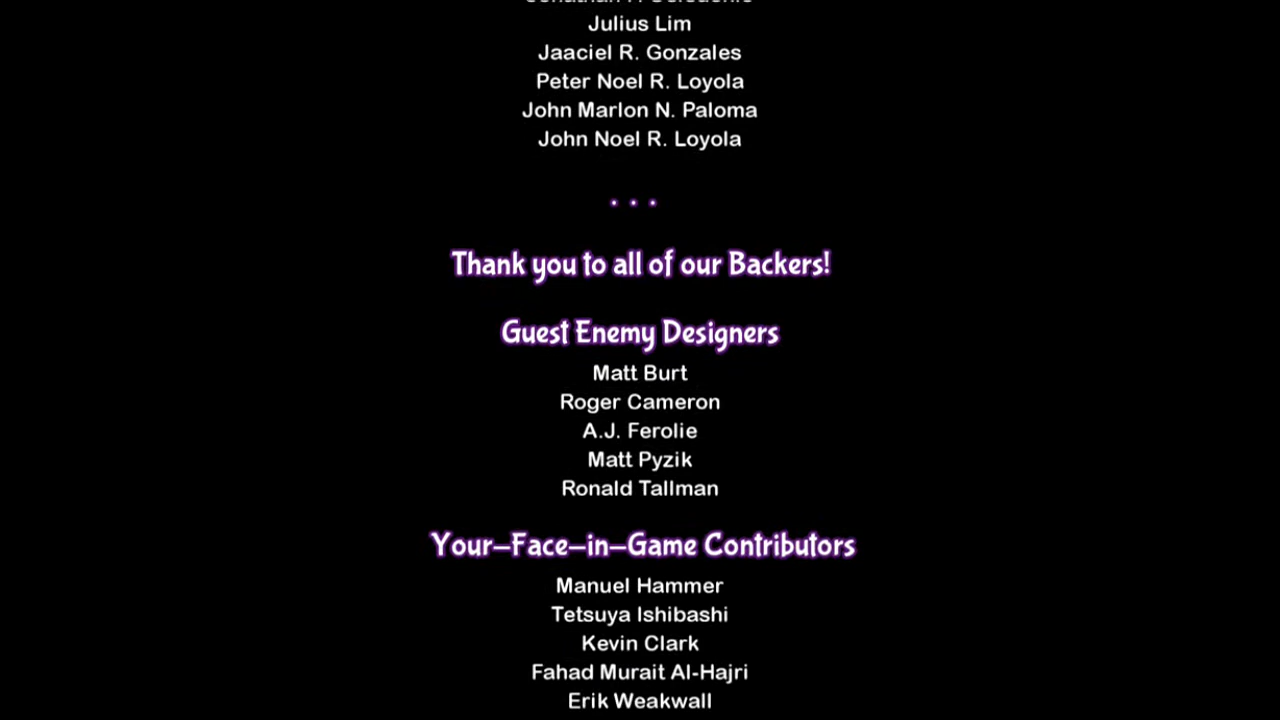 Julius Lim
Jaaciel R. Gonzales
Peter Noel R. Loyola
John Marlon N. Paloma
John Noel R. Loyola
. . .
Thank you to all of our Backers!
Guest Enemy Designers
Matt Burt
Roger Cameron
A.J. Ferolie
Matt Pyzik
Ronald Tallman
Your-Face-in-Game Contributors
Manuel Hammer
Tetsuya Ishibashi
Kevin Clark
Fahad Murait Al-Hajri
Erik Weakwall